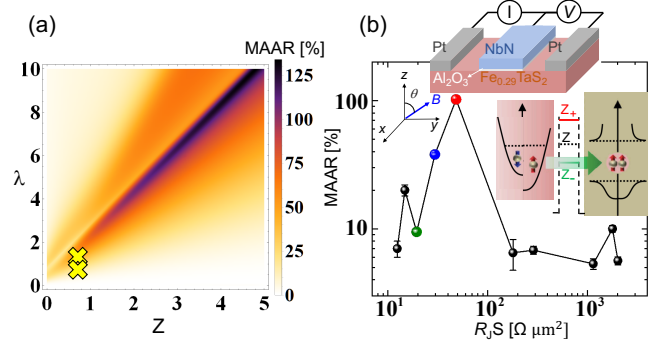 (a)
MAAR [%]
10
8
6
4
2
0
λ
0
1
2
3
4
5
Z
125
100
75
50
25
0
(b)
I
V
Pt
NbN
Pt
Al₂O₃
Fe₀.₂₉TaS₂
z
θ
B
x
y
Z₊
Z
Z₋
MAAR [%]
100
10
10¹
10²
10³
RⱼS [Ω μm²]